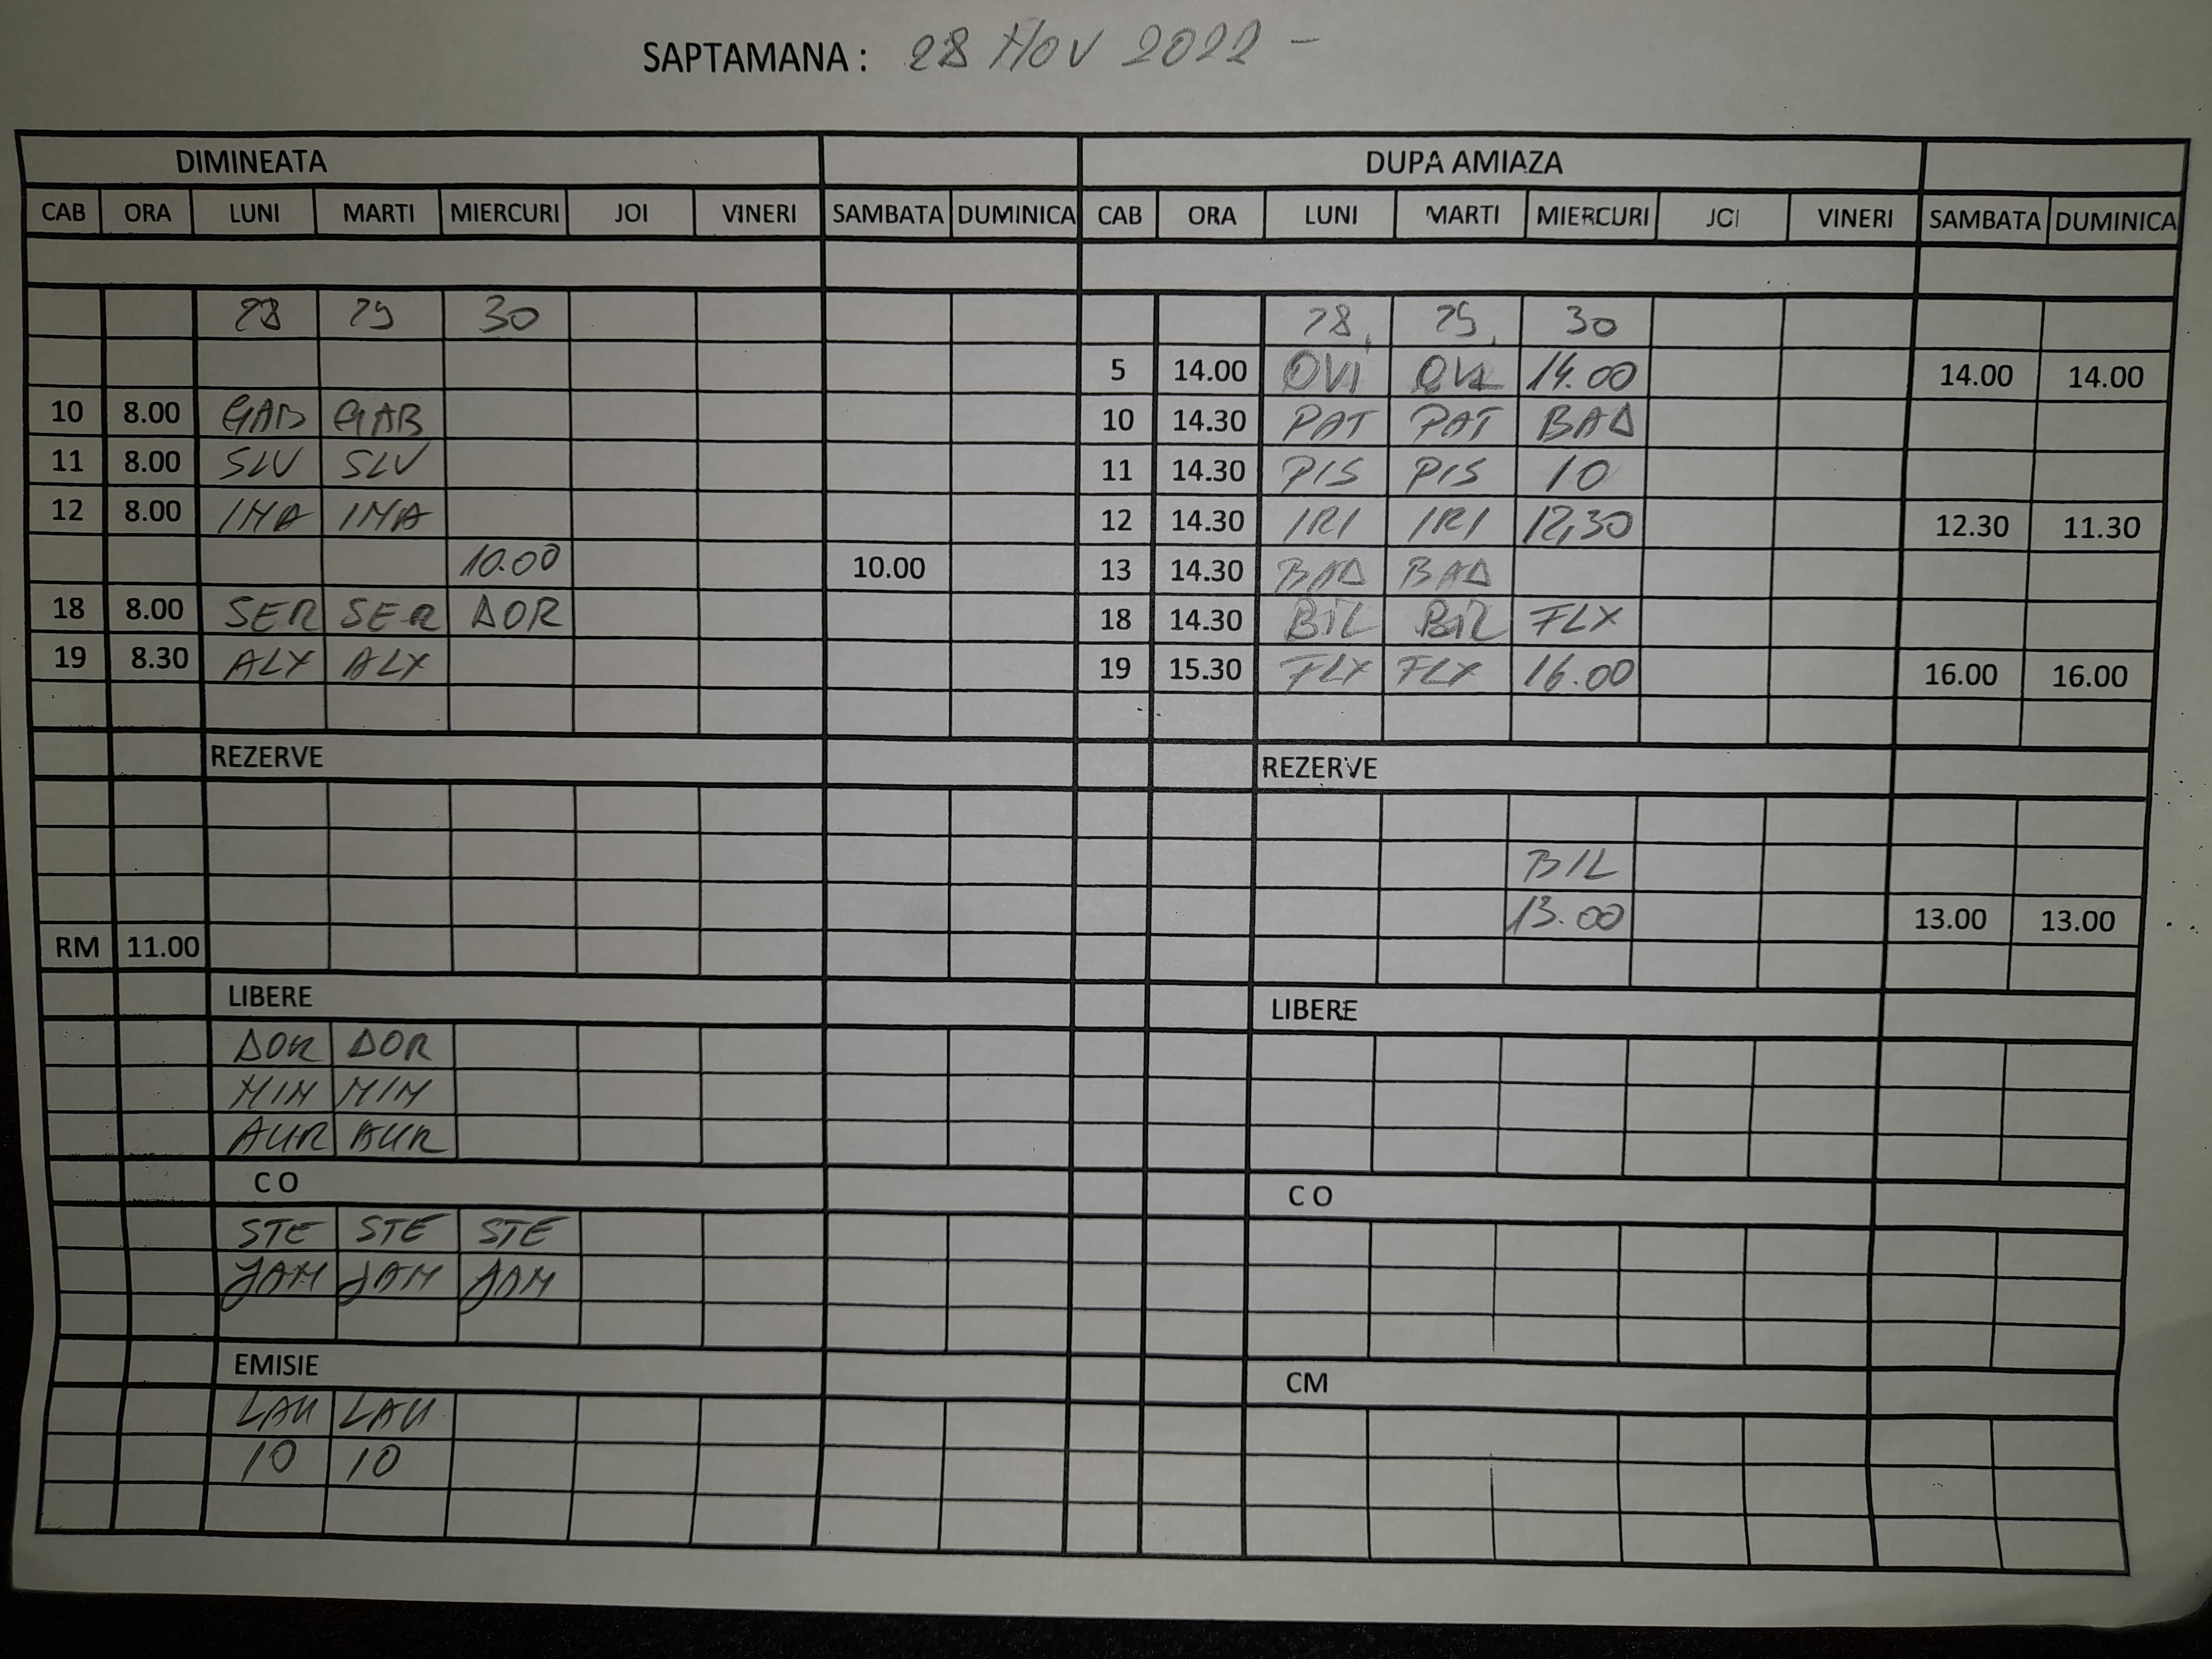 SAPTAMANA : 28 NOV 2022 -
DIMINEATA DUPA AMIAZA
CAB ORA LUNI MARTI MIERCURI JOI VINERI SAMBATA DUMINICA CAB ORA LUNI MARTI MIERCURI JOI VINERI SAMBATA DUMINICA
28 29 30 28 29 30
5 14.00 OVI OVI 14.00 14.00 14.00
10 8.00 GAB GAB 10 14.30 PAT PAT BAD
11 8.00 SLV SLV 11 14.30 PIS PIS 10
12 8.00 INA INA 12 14.30 IRI IRI 12,30 12.30 11.30
10.00 10.00 13 14.30 BAD BAD
18 8.00 SER SER DOR 18 14.30 BIL BIL FLX
19 8.30 ALX ALX 19 15.30 FLX FLX 16.00 16.00 16.00
REZERVE REZERVE
BIL
13.00 13.00 13.00
RM 11.00
LIBERE LIBERE
DOR DOR
MIM MIM
AUR AUR
C O C O
STE STE STE
JAM JAM JAM
EMISIE CM
LAU LAU
10 10